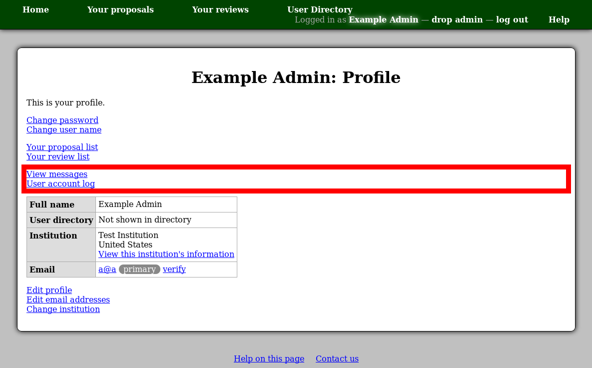 Home Your proposals Your reviews User Directory
Logged in as Example Admin — drop admin — log out Help
Example Admin: Profile
This is your profile.
Change password
Change user name
Your proposal list
Your review list
View messages
User account log
Full name Example Admin
User directory Not shown in directory
Institution Test Institution
United States
View this institution's information
Email a@a primary verify
Edit profile
Edit email addresses
Change institution
Help on this page Contact us